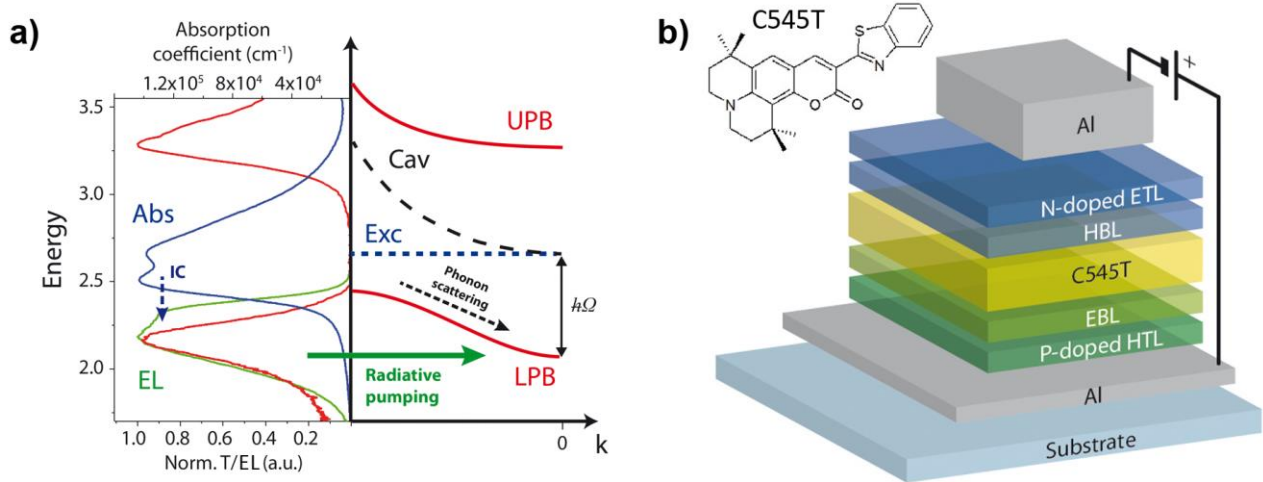 a)
Absorption
coefficient (cm⁻¹)
1.2x10⁵ 8x10⁴ 4x10⁴
3.5
3.0
2.5
2.0
Energy
Abs
IC
EL
1.0 0.8 0.6 0.4 0.2
Norm. T/EL (a.u.)
UPB
Cav
Exc
Phonon
scattering
ħΩ
Radiative
pumping
LPB
0
k
b)
C545T
S
N
N
O
O
+
Al
N-doped ETL
HBL
C545T
EBL
P-doped HTL
Al
Substrate